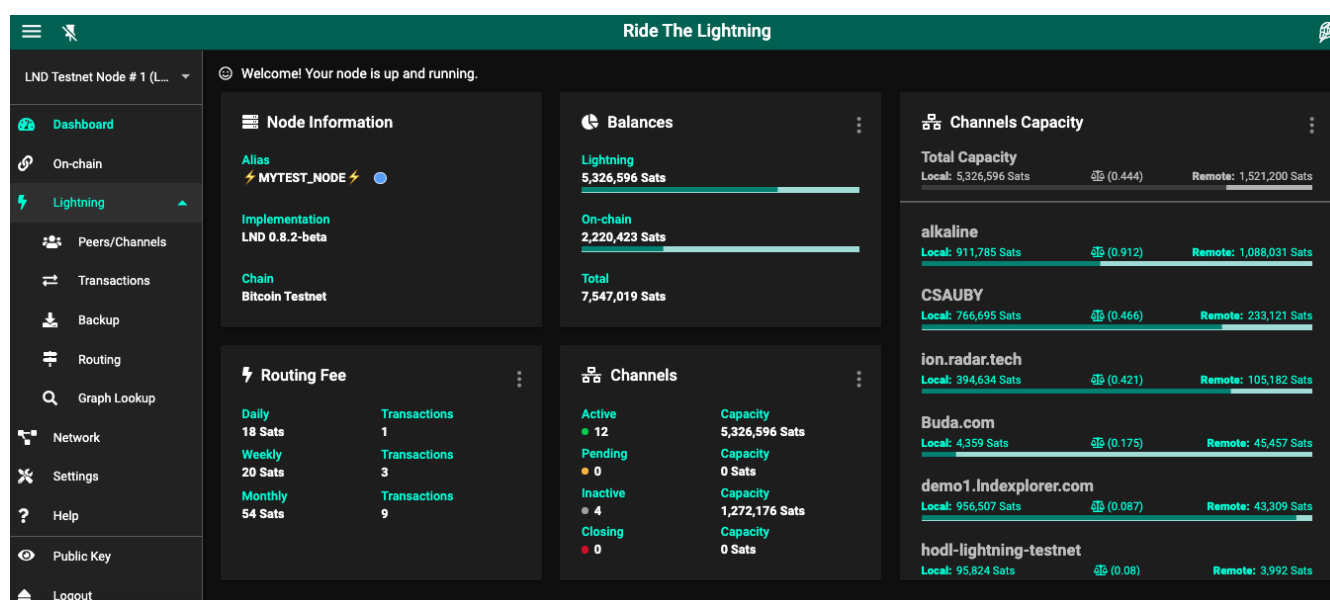 Ride The Lightning
LND Testnet Node # 1 (L...
Dashboard
On-chain
Lightning
Peers/Channels
Transactions
Backup
Routing
Graph Lookup
Network
Settings
? Help
Public Key
Logout
Welcome! Your node is up and running.
Node Information
Alias
⚡MYTEST_NODE⚡
Implementation
LND 0.8.2-beta
Chain
Bitcoin Testnet
Balances
Lightning
5,326,596 Sats
On-chain
2,220,423 Sats
Total
7,547,019 Sats
Routing Fee
Daily Transactions
18 Sats 1
Weekly Transactions
20 Sats 3
Monthly Transactions
54 Sats 9
Channels
Active Capacity
12 5,326,596 Sats
Pending Capacity
0 0 Sats
Inactive Capacity
4 1,272,176 Sats
Closing Capacity
0 0 Sats
Channels Capacity
Total Capacity
Local: 5,326,596 Sats (0.444) Remote: 1,521,200 Sats
alkaline
Local: 911,785 Sats (0.912) Remote: 1,088,031 Sats
CSAUBY
Local: 766,695 Sats (0.466) Remote: 233,121 Sats
ion.radar.tech
Local: 394,634 Sats (0.421) Remote: 105,182 Sats
Buda.com
Local: 4,359 Sats (0.175) Remote: 45,457 Sats
demo1.lndexplorer.com
Local: 956,507 Sats (0.087) Remote: 43,309 Sats
hodl-lightning-testnet
Local: 95,824 Sats (0.08) Remote: 3,992 Sats